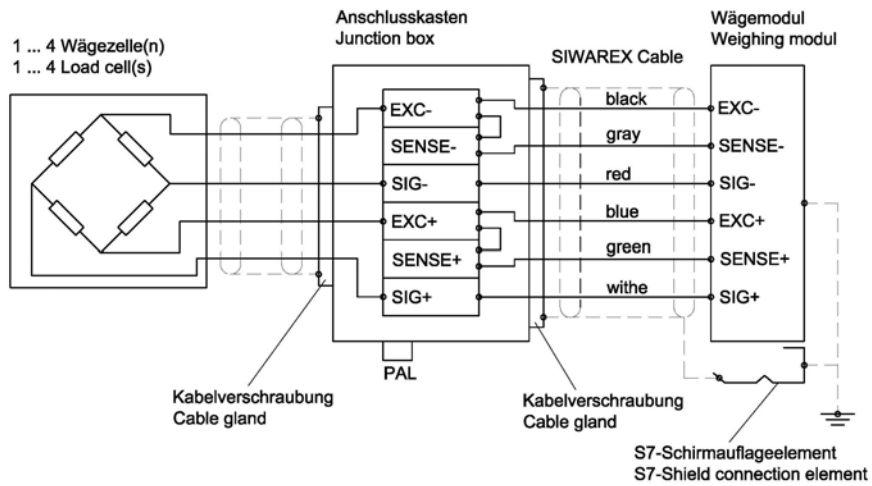 1 ... 4 Wägezelle(n)
1 ... 4 Load cell(s)
Anschlusskasten
Junction box
SIWAREX Cable
Wägemodul
Weighing modul
EXC-
SENSE-
SIG-
EXC+
SENSE+
SIG+
black
gray
red
blue
green
withe
EXC-
SENSE-
SIG-
EXC+
SENSE+
SIG+
PAL
Kabelverschraubung
Cable gland
Kabelverschraubung
Cable gland
S7-Schirmauflageelement
S7-Shield connection element